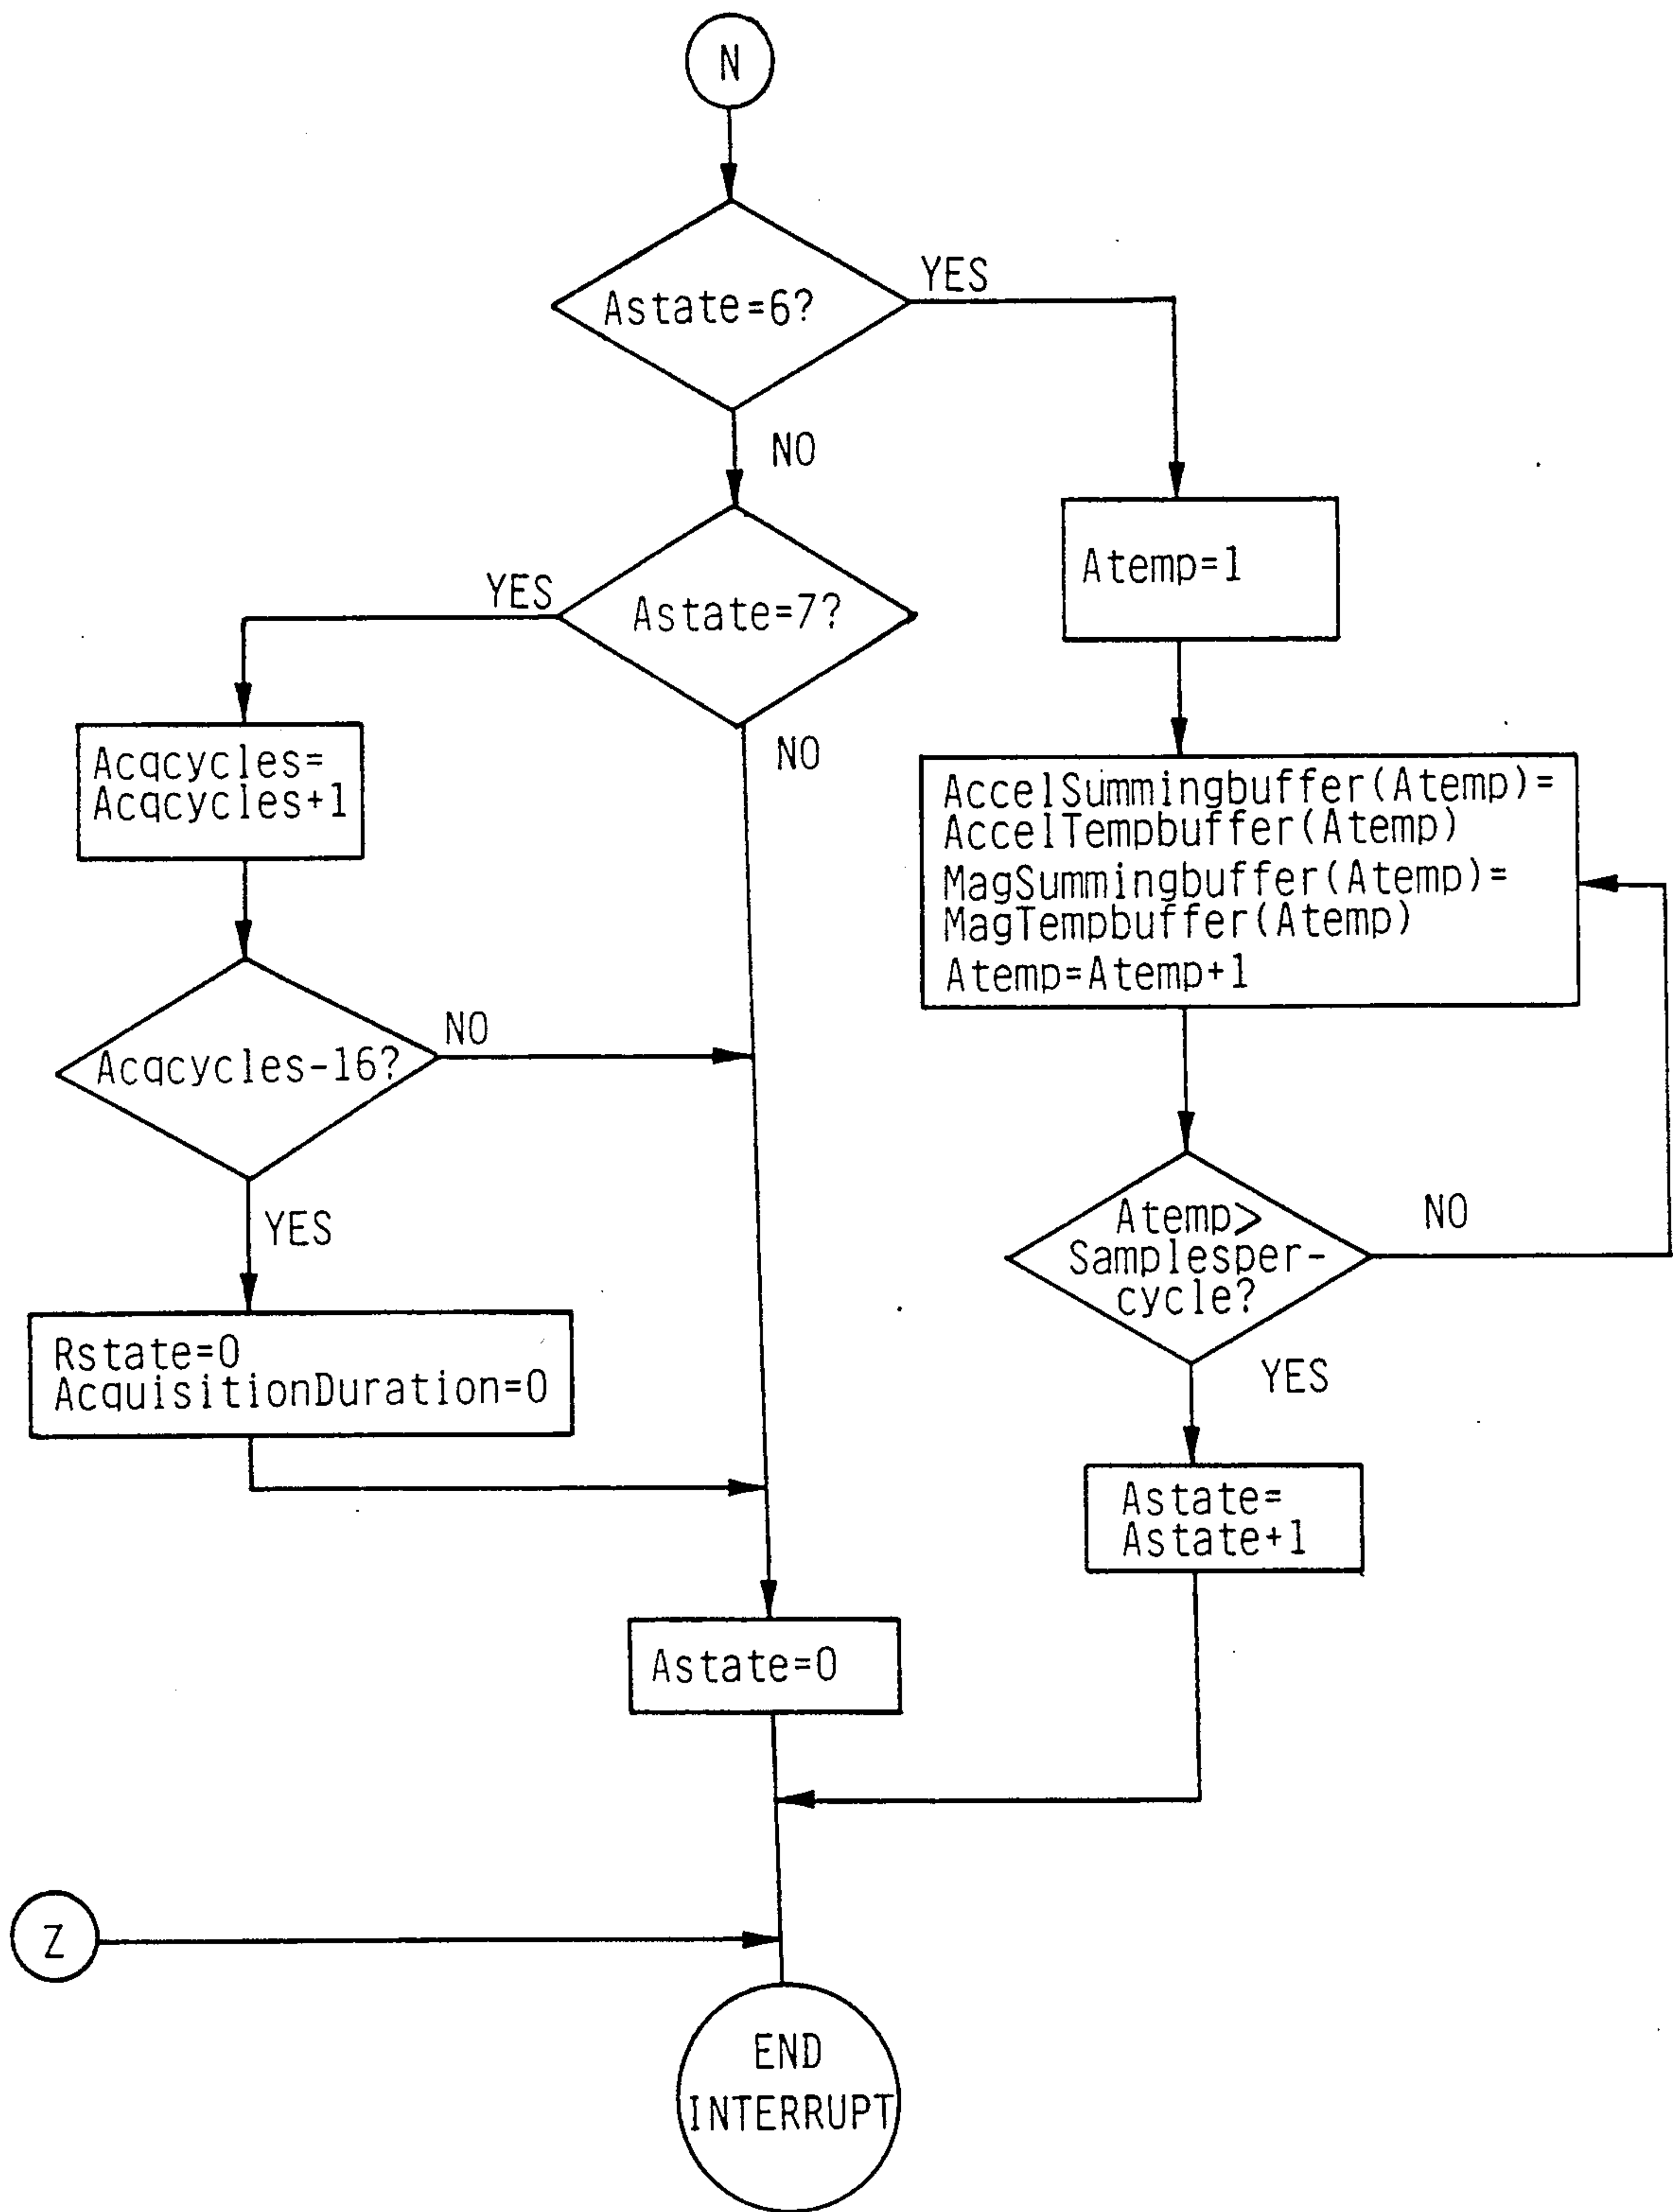 N
Astate=6?
YES
NO
Atemp=1
Astate=7?
YES
NO
Acqcycles=
Acqcycles+1
AccelSummingbuffer(Atemp)=
AccelTempbuffer(Atemp)
MagSummingbuffer(Atemp)=
MagTempbuffer(Atemp)
Atemp=Atemp+1
Acqcycles-16?
NO
YES
Atemp>
Samplesper-
cycle?
NO
YES
Rstate=0
AcquisitionDuration=0
Astate=
Astate+1
Astate=0
Z
END
INTERRUPT